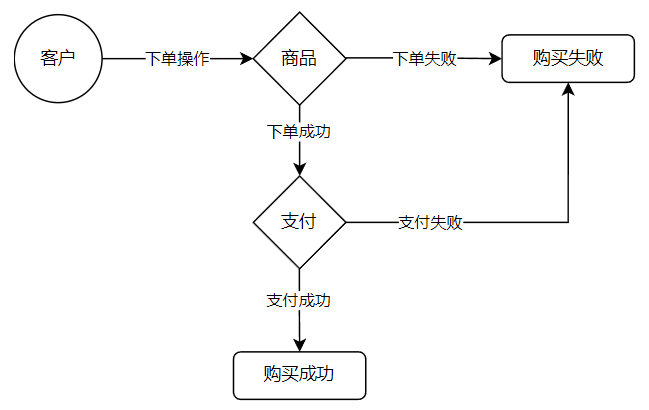 客户
下单操作
商品
下单失败
购买失败
下单成功
支付
支付失败
支付成功
购买成功